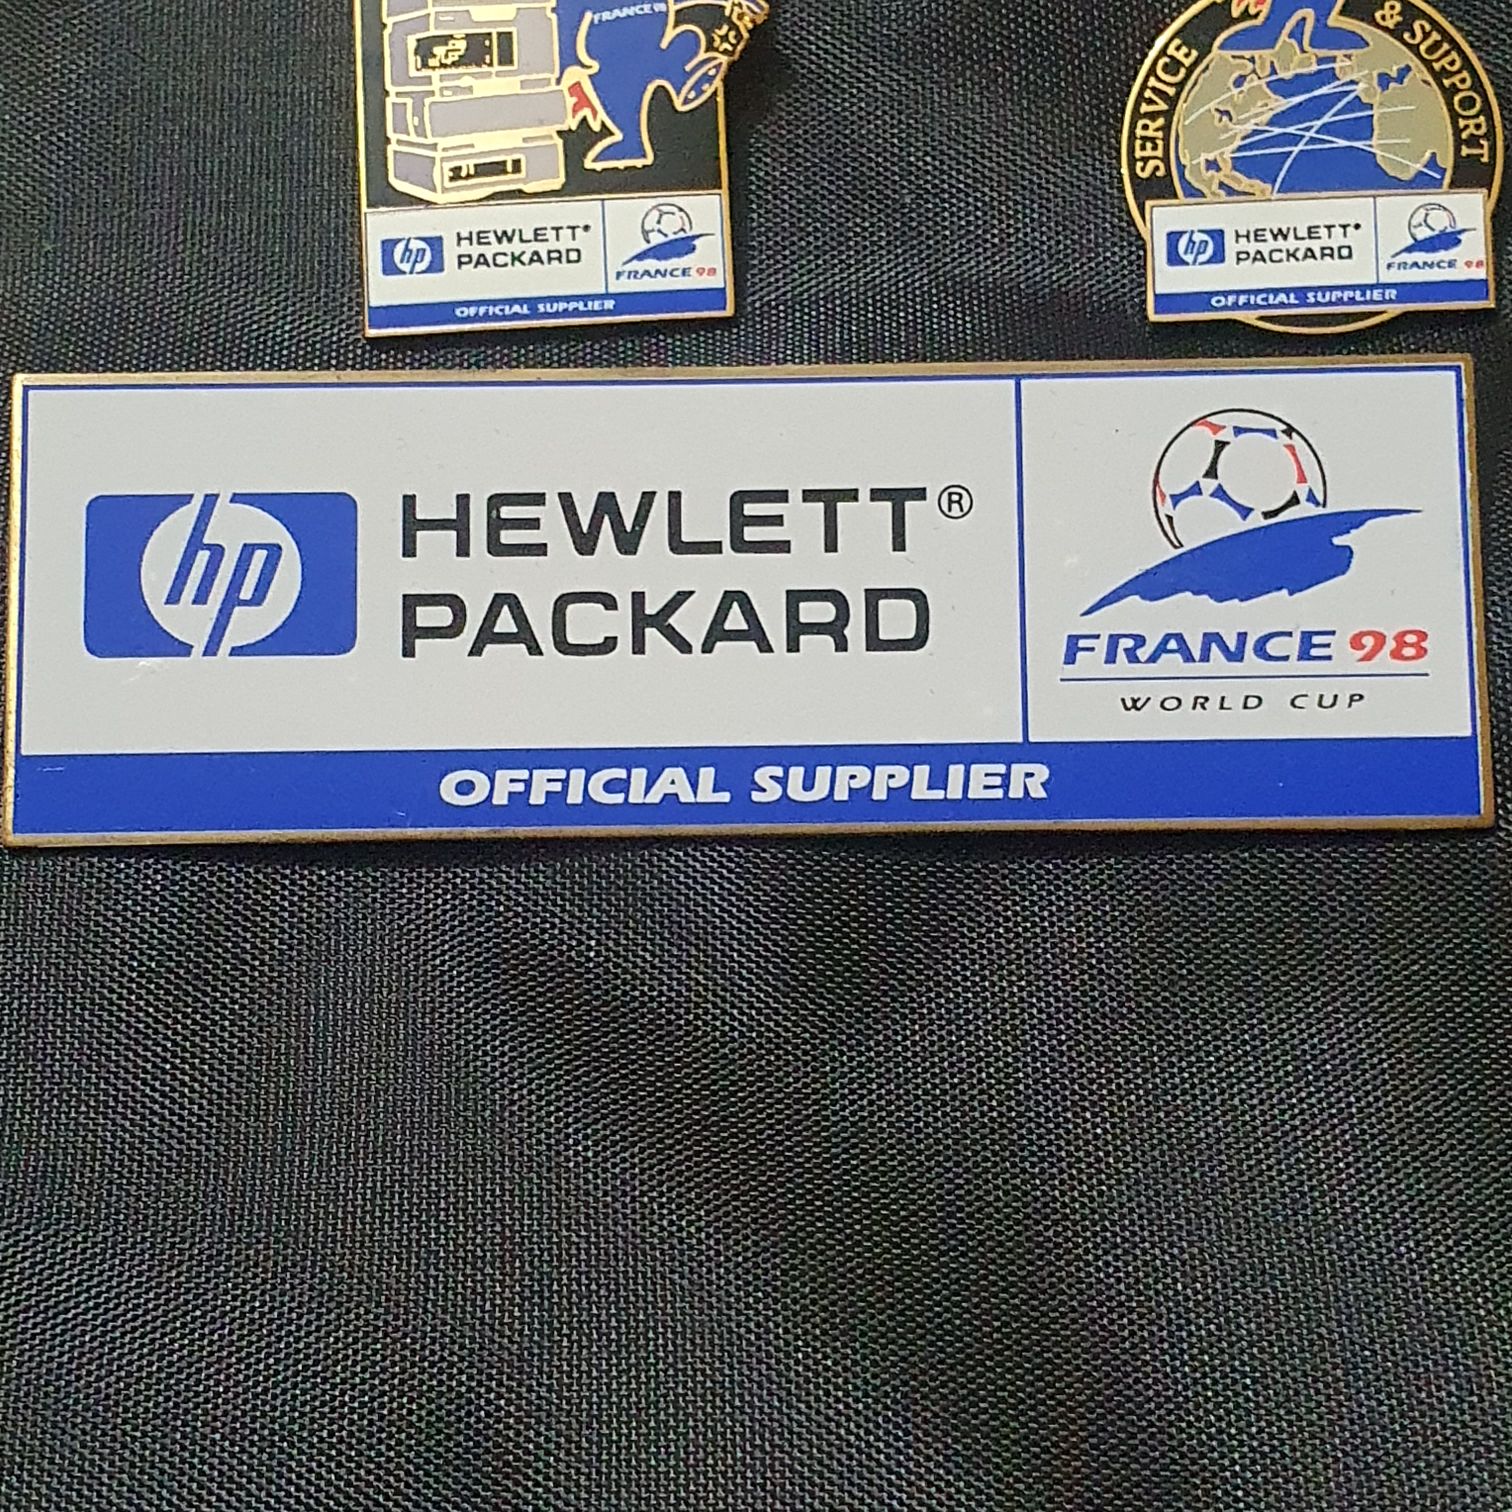 FRANCE 98
hp HEWLETT®
PACKARD
FRANCE 98
OFFICIAL SUPPLIER
SERVICE & SUPPORT
hp HEWLETT®
PACKARD
FRANCE 98
OFFICIAL SUPPLIER
hp HEWLETT®
PACKARD
FRANCE 98
WORLD CUP
OFFICIAL SUPPLIER